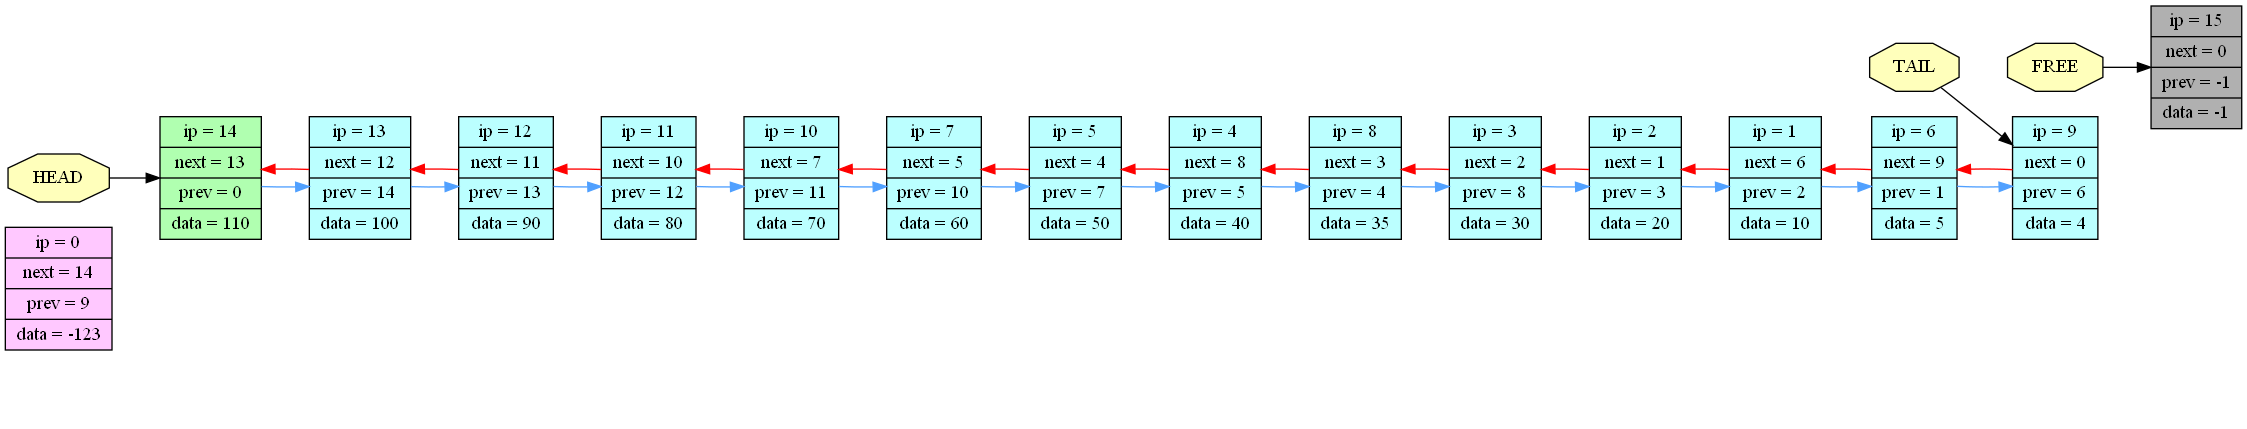 HEAD
ip = 0
next = 14
prev = 9
data = -123
ip = 14
next = 13
prev = 0
data = 110
ip = 13
next = 12
prev = 14
data = 100
ip = 12
next = 11
prev = 13
data = 90
ip = 11
next = 10
prev = 12
data = 80
ip = 10
next = 7
prev = 11
data = 70
ip = 7
next = 5
prev = 10
data = 60
ip = 5
next = 4
prev = 7
data = 50
ip = 4
next = 8
prev = 5
data = 40
ip = 8
next = 3
prev = 4
data = 35
ip = 3
next = 2
prev = 8
data = 30
ip = 2
next = 1
prev = 3
data = 20
ip = 1
next = 6
prev = 2
data = 10
ip = 6
next = 9
prev = 1
data = 5
TAIL
ip = 9
next = 0
prev = 6
data = 4
FREE
ip = 15
next = 0
prev = -1
data = -1